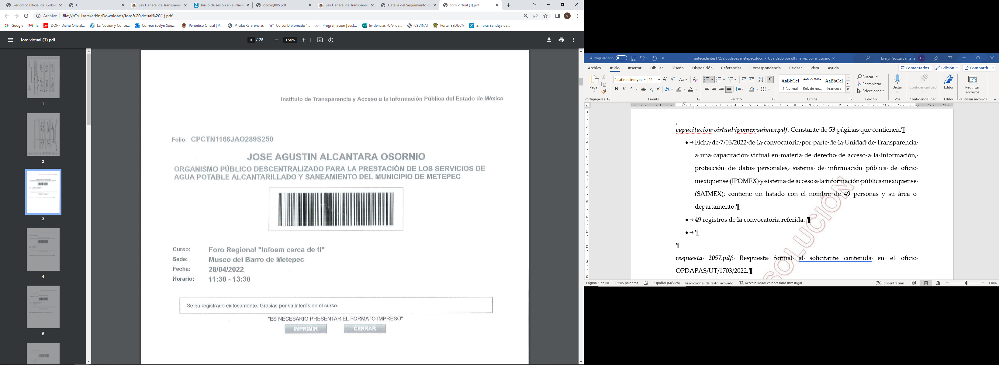 Periódico Oficial del Gobie
C
Ley General de Transparen
Inicio de sesión en el client
codvig005.pdf
Ley General de Transparen
Detalle del Seguimiento de
foro virtual (1).pdf
Archivo
file:///C:/Users/arkin/Downloads/foro%20virtual%20(1).pdf
e
Google
fa
DOF - Diario Oficial...
La Nocion y Conce...
Correo: Evelyn Souz...
Periódico Oficial | P...
P_citasReferencias
Curso: Diplomado "...
Programación | Just...
Evidencias -UA- de...
CEVINAI
Portal SEDUCA
Zimbra: Bandeja de...
foro virtual (1).pdf
3 / 25
156%
1
2
3
4
5
Instituto de Transparencia y Acceso a la Información Pública del Estado de México
Folio: CPCTN1166JAO289S250
JOSE AGUSTIN ALCANTARA OSORNIO
ORGANISMO PÚBLICO DESCENTRALIZADO PARA LA PRESTACIÓN DE LOS SERVICIOS DE
AGUA POTABLE ALCANTARILLADO Y SANEAMIENTO DEL MUNICIPIO DE METEPEC
Curso: Foro Regional "Infoem cerca de ti"
Sede: Museo del Barro de Metepec
Fecha: 28/04/2022
Horario: 11:30 - 13:30
Se ha registrado exitosamente. Gracias por su interés en el curso.
"ES NECESARIO PRESENTAR EL FORMATO IMPRESO"
IMPRIMIR CERRAR
Autoguardado
antecedentes17272 opdapas metepec.docx - Guardado por última vez por el usuario
Evelyn Souza Santana ES
Archivo Inicio Insertar Dibujar Diseño Disposición Referencias Correspondencia Revisar Vista Ayuda
Comentarios Edición Compartir
Pegar
Palatino Linotype 12
N K S ab x₂ x²
AaBbCcI AaBbCcDdEe AaBbCcI
¶ Normal Ref. de no... Francesa
Buscar
Reemplazar
Seleccionar
Dictar
Confidencialidad
Editor
Reutilizar
archivos
Portapapeles Fuente Párrafo Estilos Edición Voz Confidencialidad Editor Reutilizar archivos
capacitacion·virtual·ipomex·saimex.pdf:·Constante·de·53·páginas·que·contienen:¶
Ficha·de·7/03/2022·de·la·convocatoria·por·parte·de·la·Unidad·de·Transparencia·
a·una·capacitación·virtual·en·materia·de·derecho·de·acceso·a·la·información,·
protección·de·datos·personales,·sistema·de·información·pública·de·oficio·
mexiquense·(IPOMEX)·y·sistema·de·acceso·a·la·información·pública·mexiquense·
(SAIMEX);·contiene·un·listado·con·el·nombre·de·49·personas·y·su·área·o·
departamento.¶
49·registros·de·la·convocatoria·referida.·¶
¶
¶
respuesta·2057.pdf:·Respuesta·formal·al·solicitante·contenida·en·el·oficio·
OPDAPAS/UT/1703/2022.¶
SOLUCIÓN
Página 3 de 68 13605 palabras Español (México) Predicciones de texto: activado Accesibilidad: es necesario investigar Concentración 130%